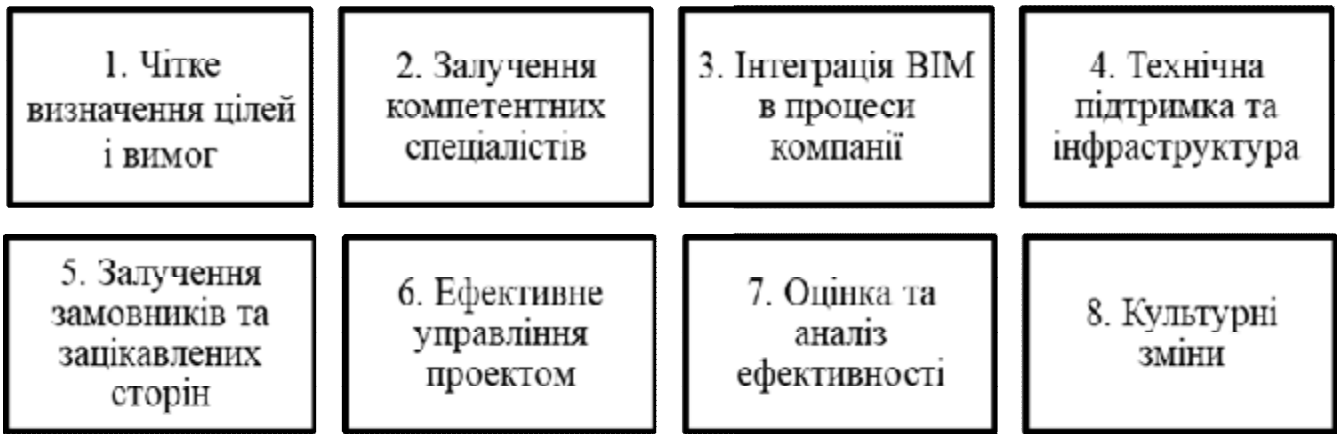 1. Чітке
визначення цілей
і вимог
2. Залучення
компетентних
спеціалістів
3. Інтеграція BIM
в процеси
компанії
4. Технічна
підтримка та
інфраструктура
5. Залучення
замовників та
зацікавлених
сторін
6. Ефективне
управління
проектом
7. Оцінка та
аналіз
ефективності
8. Культурні
зміни